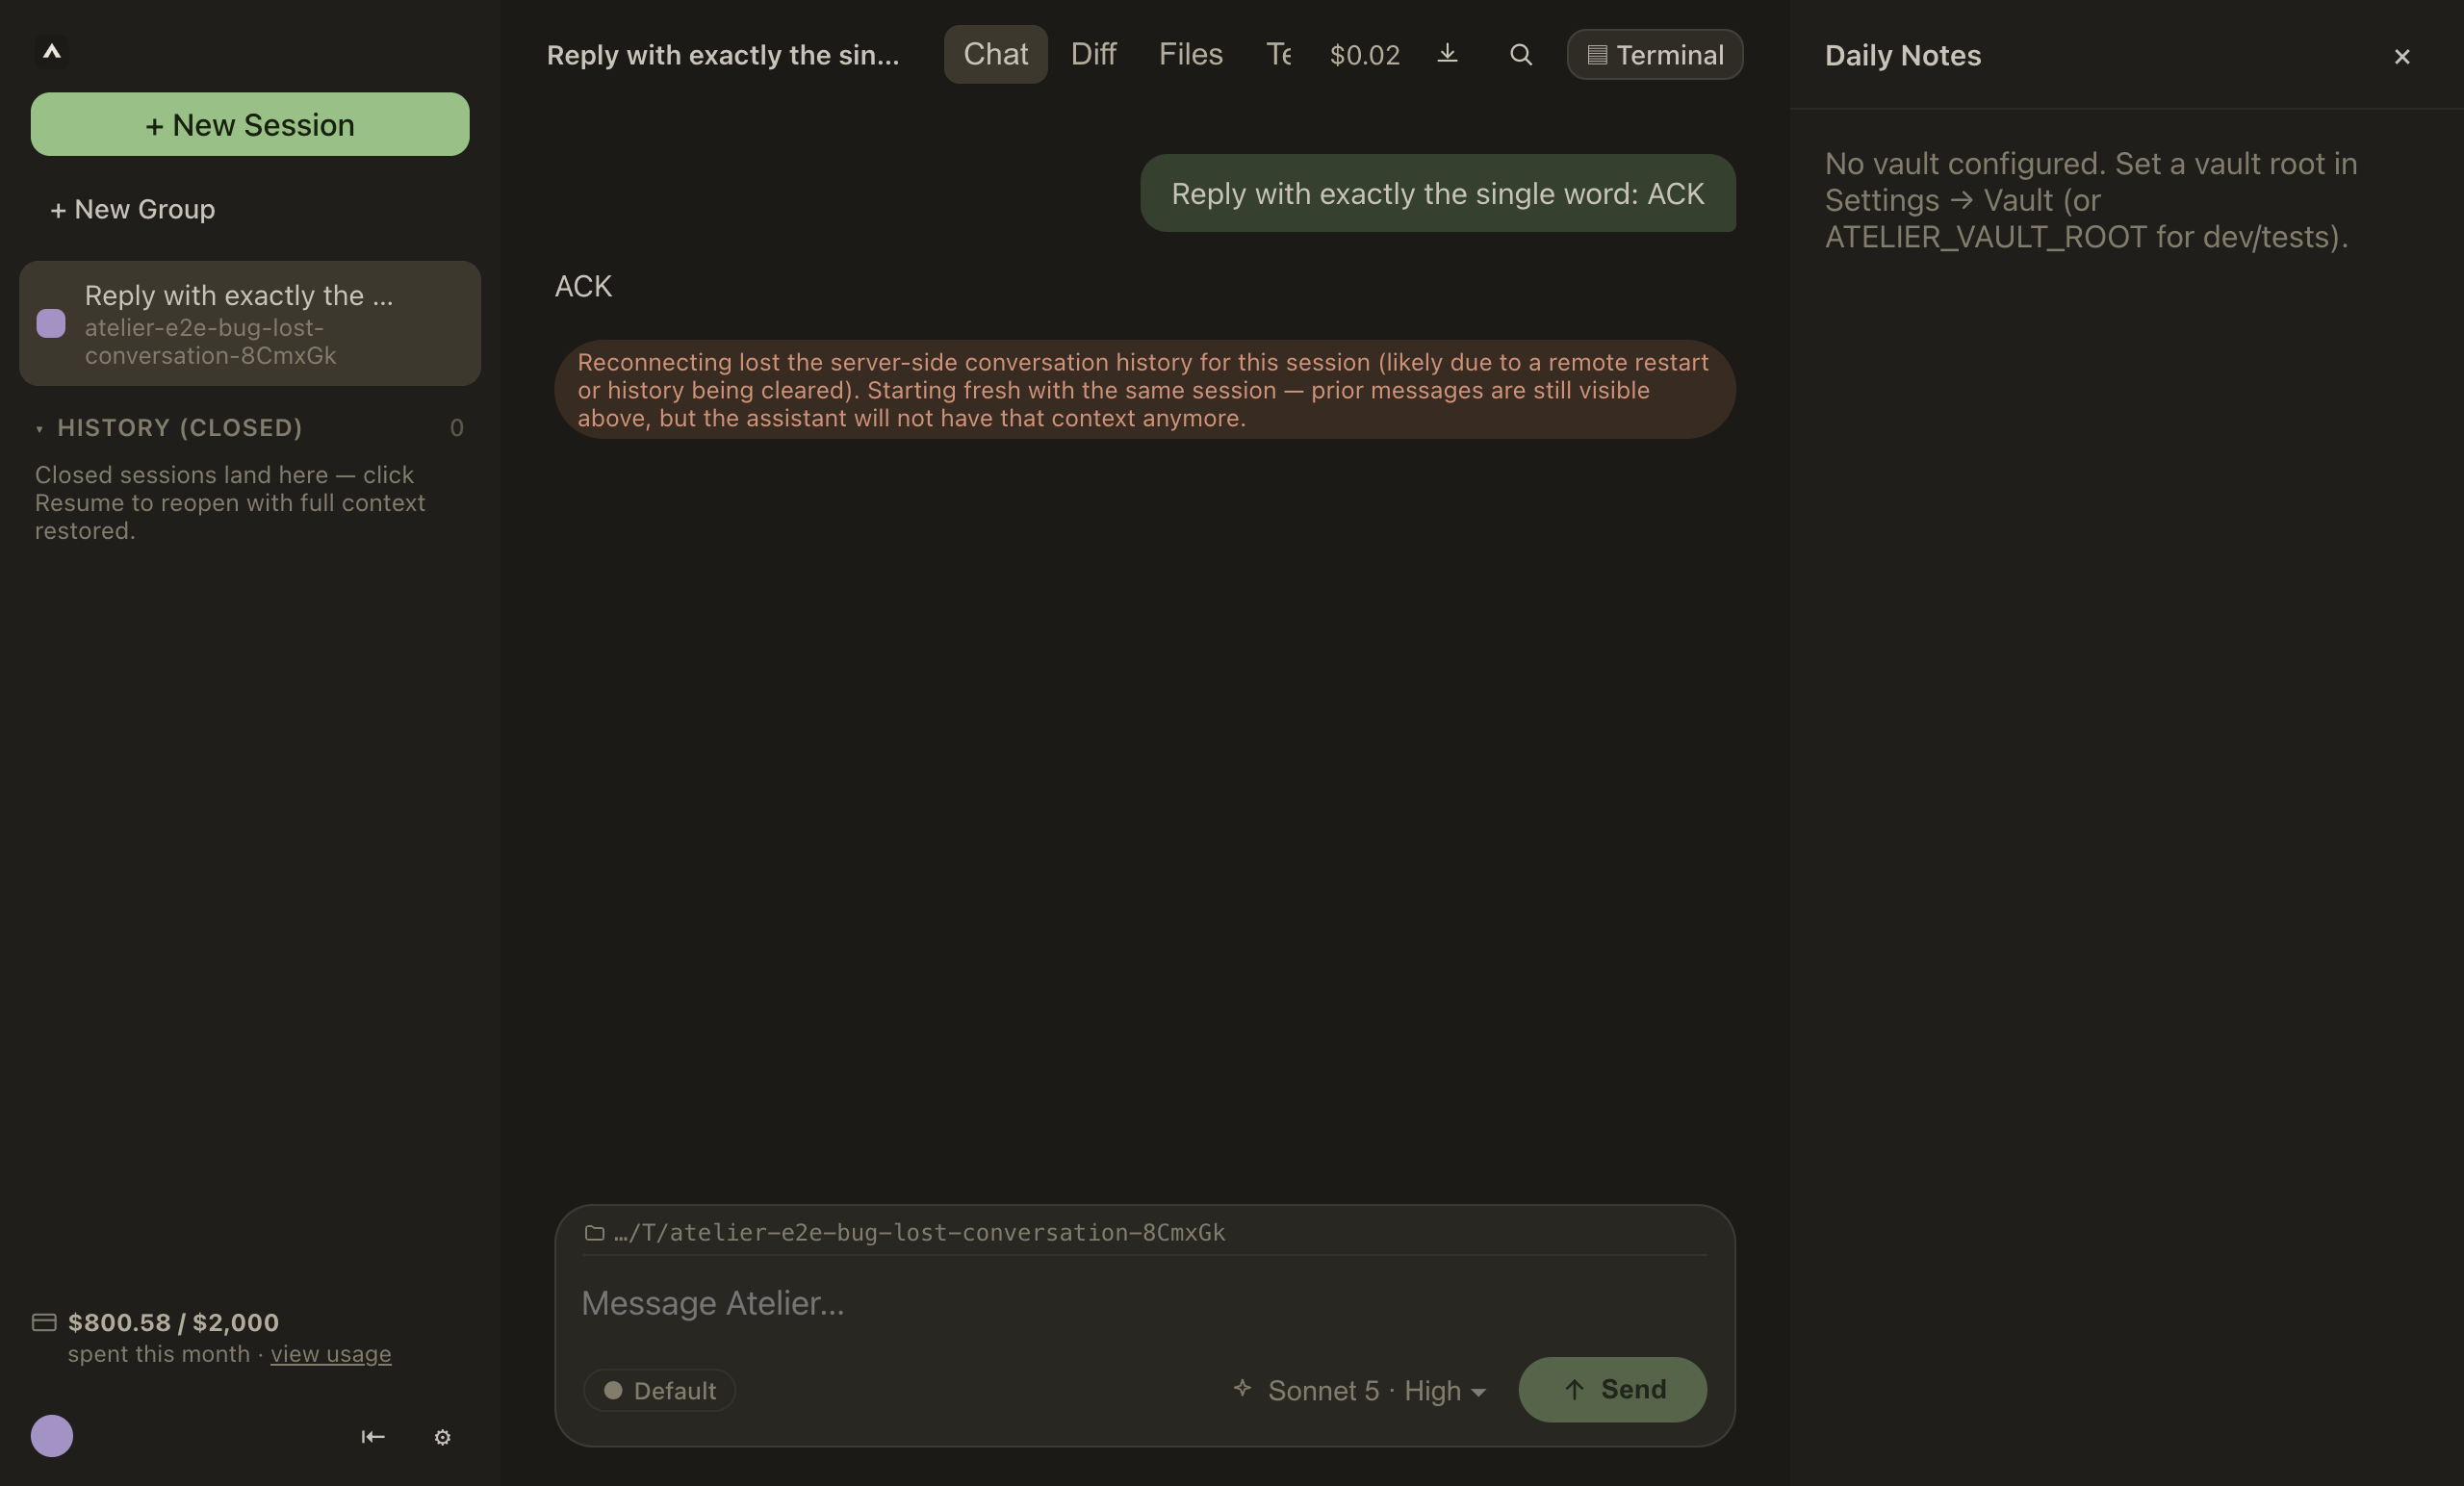 + New Session
+ New Group
Reply with exactly the ...
atelier-e2e-bug-lost-
conversation-8CmxGk
HISTORY (CLOSED) 0
Closed sessions land here — click
Resume to reopen with full context
restored.
$800.58 / $2,000
spent this month · view usage
Reply with exactly the sin... Chat Diff Files Te $0.02 Terminal
Reply with exactly the single word: ACK
ACK
Reconnecting lost the server-side conversation history for this session (likely due to a remote restart
or history being cleared). Starting fresh with the same session — prior messages are still visible
above, but the assistant will not have that context anymore.
…/T/atelier-e2e-bug-lost-conversation-8CmxGk
Message Atelier...
Default Sonnet 5 · High Send
Daily Notes
No vault configured. Set a vault root in
Settings → Vault (or
ATELIER_VAULT_ROOT for dev/tests).